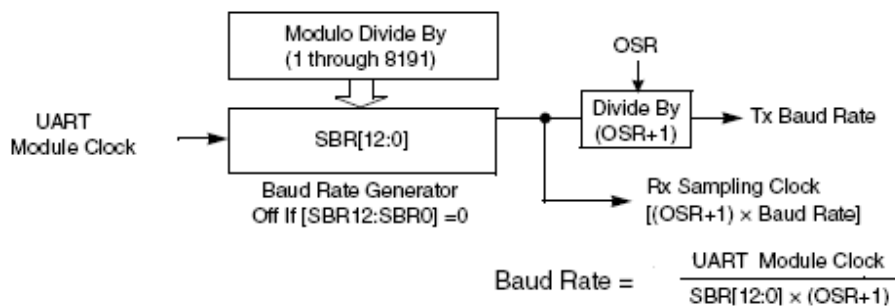 Modulo Divide By
(1 through 8191)
OSR
UART
Module Clock
SBR[12:0]
Divide By
(OSR+1)
Tx Baud Rate
Baud Rate Generator
Off If [SBR12:SBR0] =0
Rx Sampling Clock
[(OSR+1) × Baud Rate]
Baud Rate =
UART Module Clock
SBR[12:0] × (OSR+1)